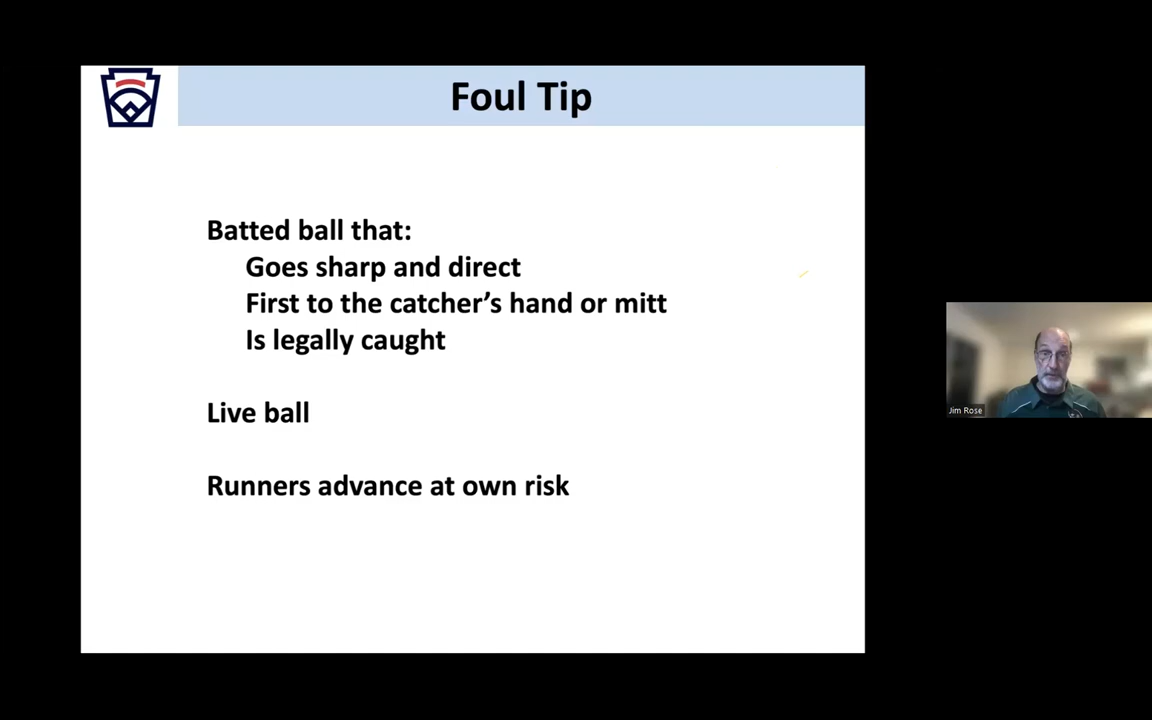 Foul Tip
Batted ball that:
Goes sharp and direct
First to the catcher’s hand or mitt
Is legally caught
Live ball
Runners advance at own risk
Jim Rose